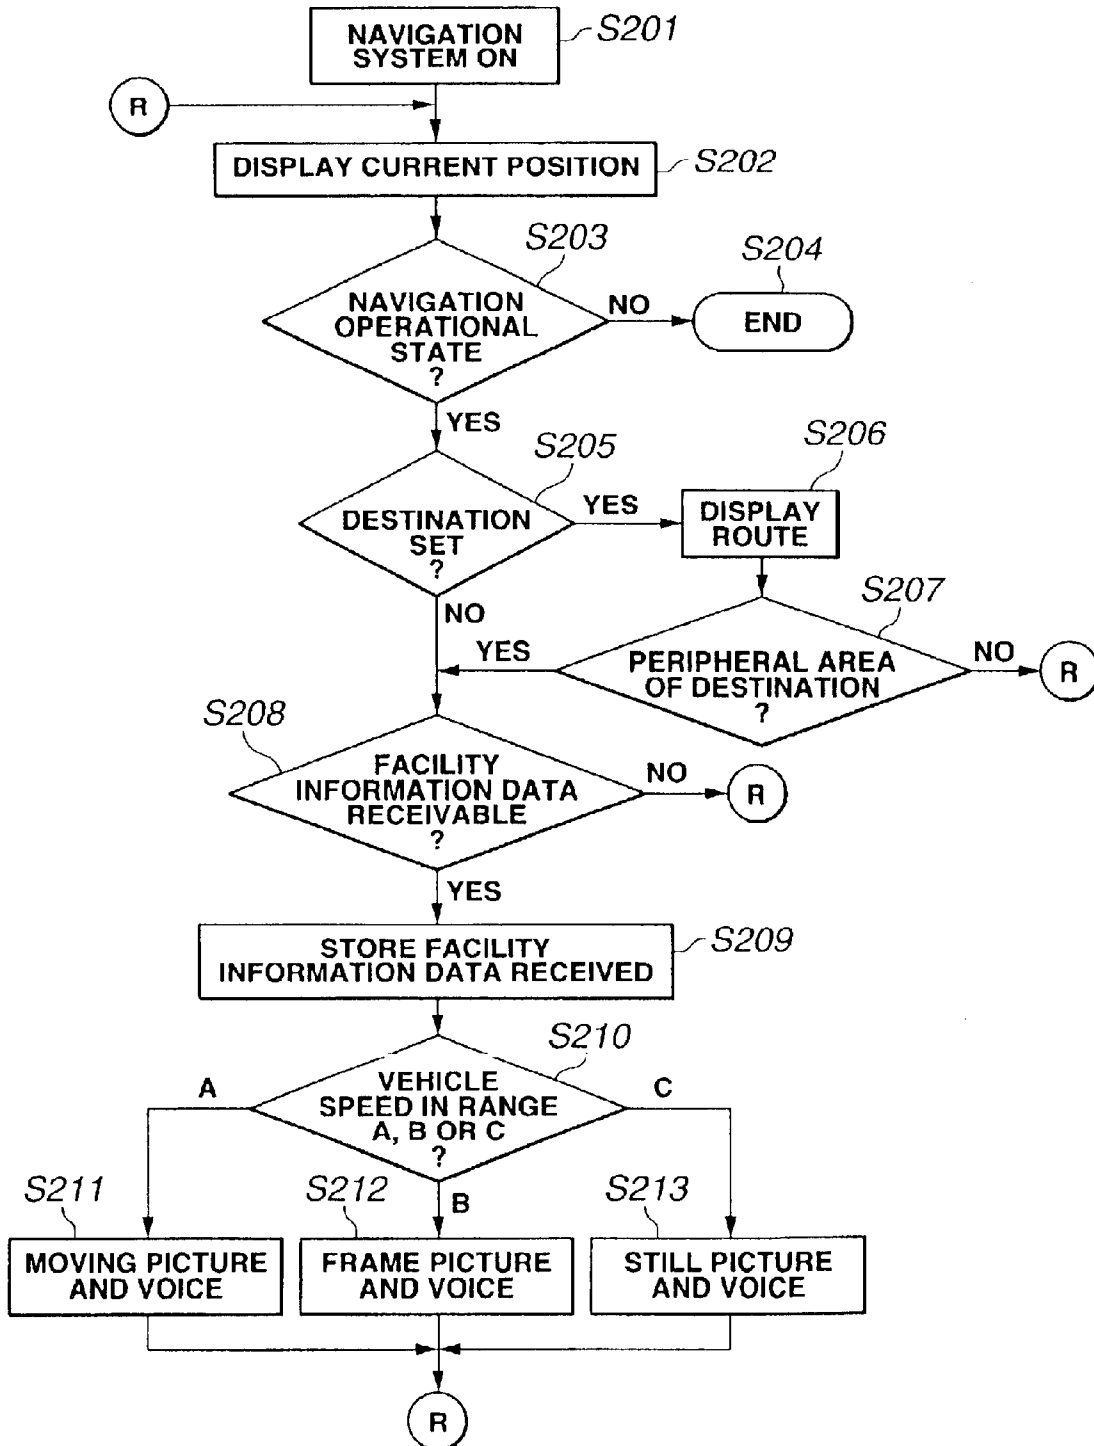 NAVIGATION
SYSTEM ON
S201
R
DISPLAY CURRENT POSITION
S202
S203
NAVIGATION
OPERATIONAL
STATE
?
NO
S204
END
YES
S205
DESTINATION
SET
?
YES
S206
DISPLAY
ROUTE
NO
S207
PERIPHERAL AREA
OF DESTINATION
?
YES
NO
R
S208
FACILITY
INFORMATION DATA
RECEIVABLE
?
NO
R
YES
STORE FACILITY
INFORMATION DATA RECEIVED
S209
S210
VEHICLE
SPEED IN RANGE
A, B OR C
?
A
B
C
S211
MOVING PICTURE
AND VOICE
S212
FRAME PICTURE
AND VOICE
S213
STILL PICTURE
AND VOICE
R